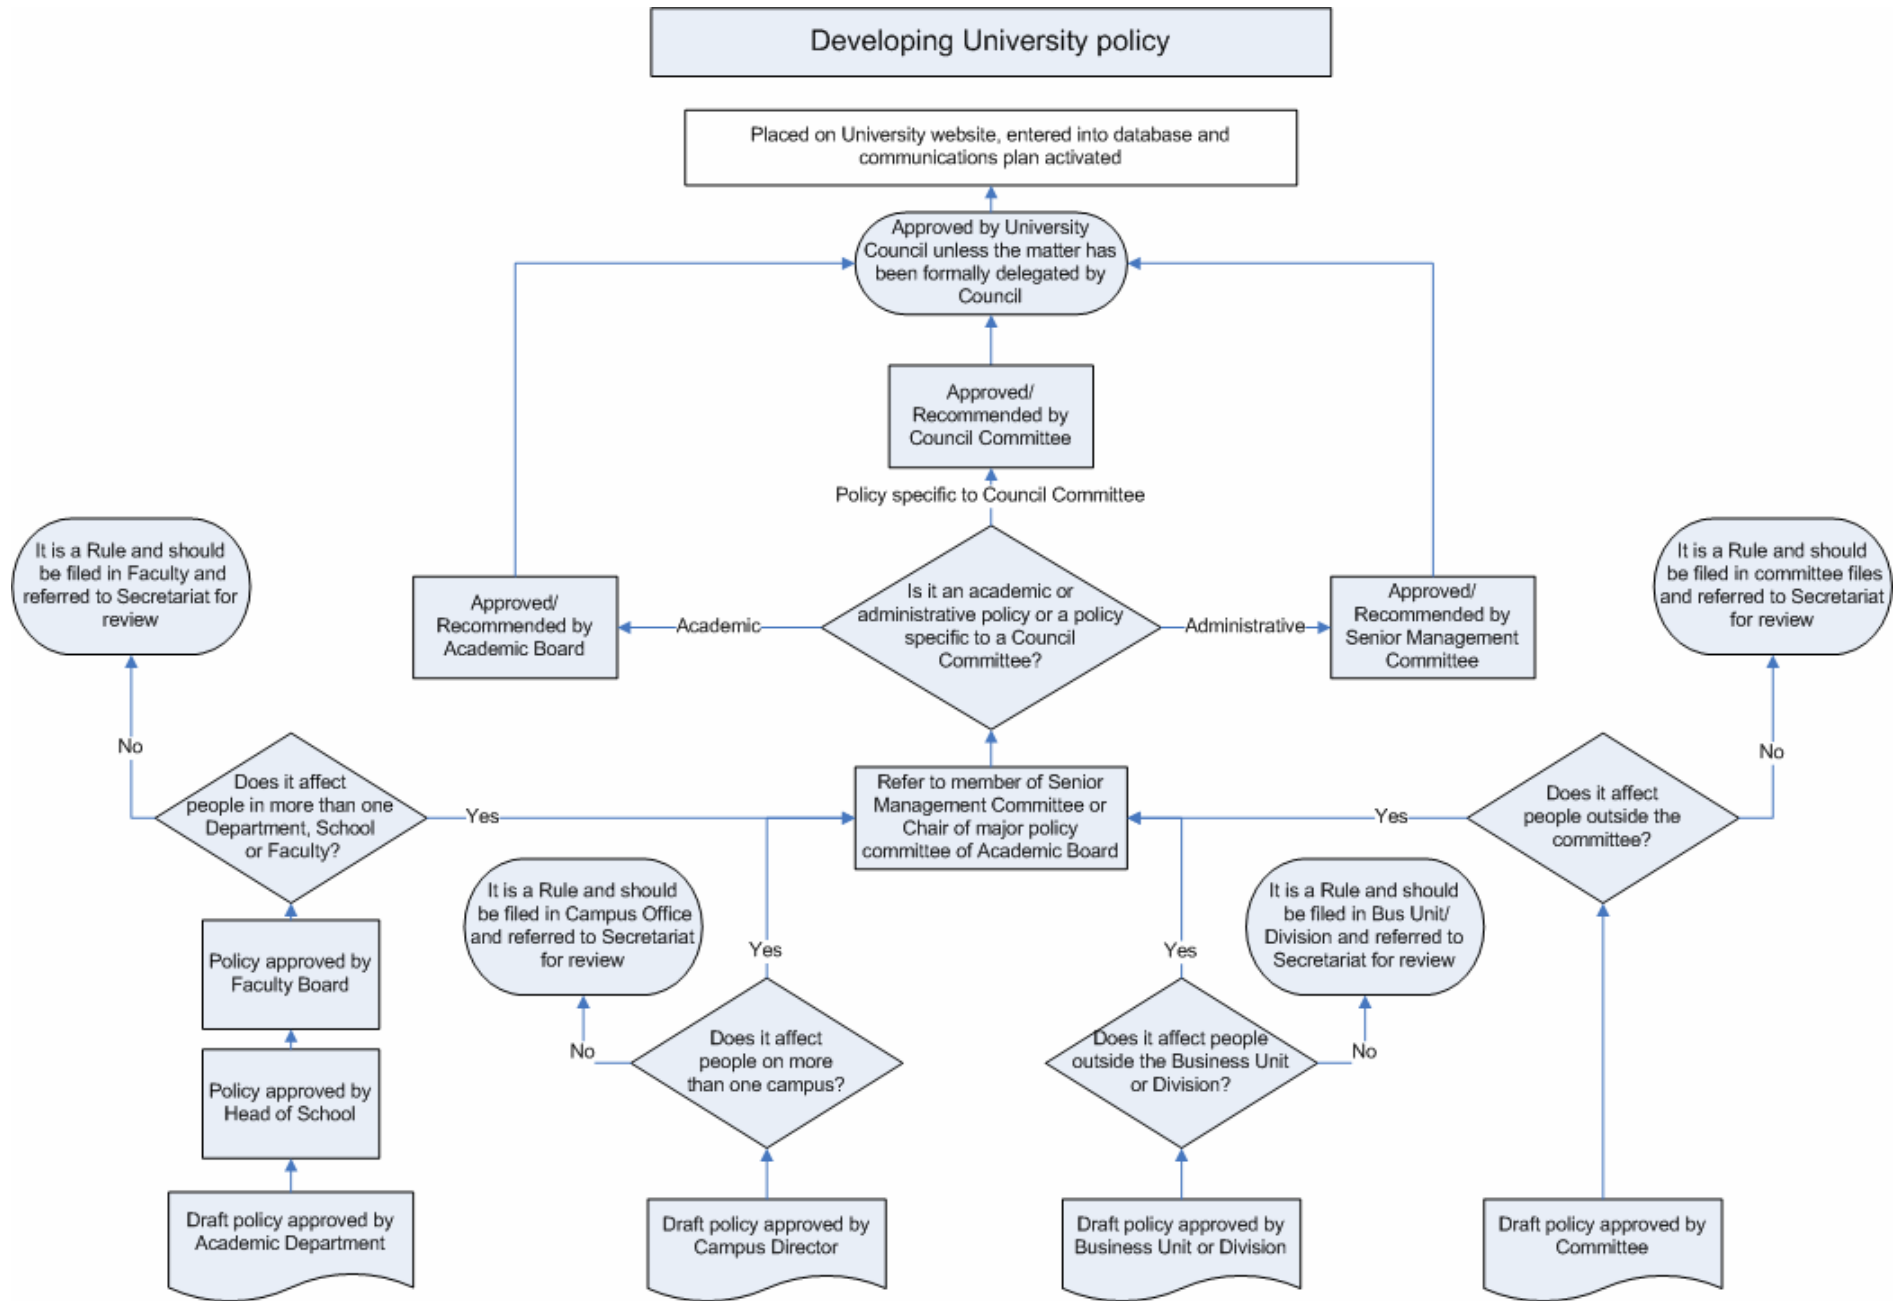 Developing University policy
Placed on University website, entered into database and
communications plan activated
Approved by University
Council unless the matter has
been formally delegated by
Council
Approved/
Recommended by
Council Committee
Policy specific to Council Committee
It is a Rule and should
be filed in Faculty and
referred to Secretariat for
review
Approved/
Recommended by
Academic Board
Academic
Is it an academic or
administrative policy or a policy
specific to a Council
Committee?
Administrative
Approved/
Recommended by
Senior Management
Committee
It is a Rule and should
be filed in committee files
and referred to Secretariat
for review
No
No
Does it affect
people in more than one
Department, School
or Faculty?
Yes
Refer to member of Senior
Management Committee or
Chair of major policy
committee of Academic Board
Yes
Does it affect
people outside the
committee?
It is a Rule and should
be filed in Campus Office
and referred to Secretariat
for review
Yes
Yes
It is a Rule and should
be filed in Bus Unit/
Division and referred to
Secretariat for review
Policy approved by
Faculty Board
No
Does it affect
people on more
than one campus?
Does it affect people
outside the Business Unit
or Division?
No
Policy approved by
Head of School
Draft policy approved by
Academic Department
Draft policy approved by
Campus Director
Draft policy approved by
Business Unit or Division
Draft policy approved by
Committee